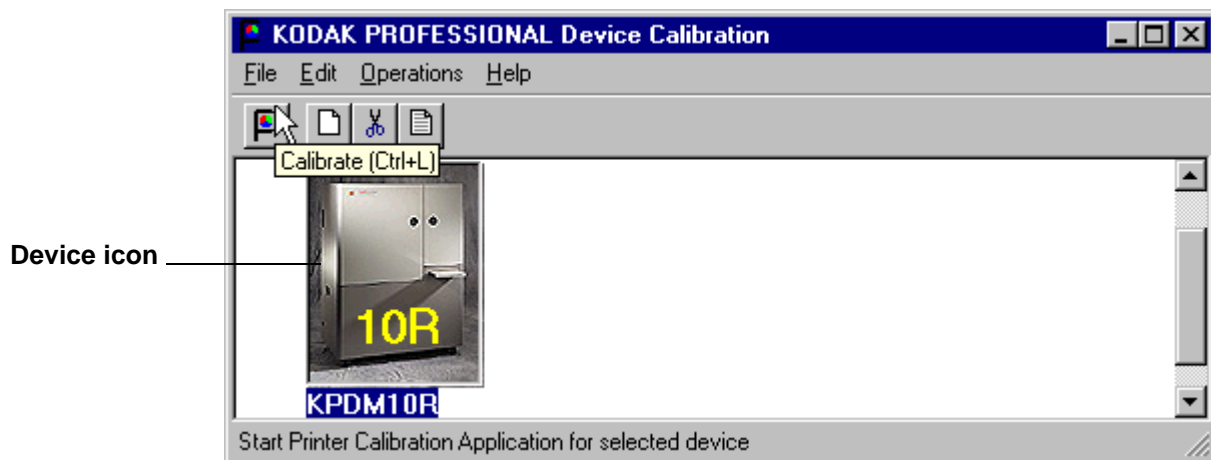 KODAK PROFESSIONAL Device Calibration
File Edit Operations Help
Calibrate (Ctrl+L)
Device icon
10R
KPDM10R
Start Printer Calibration Application for selected device